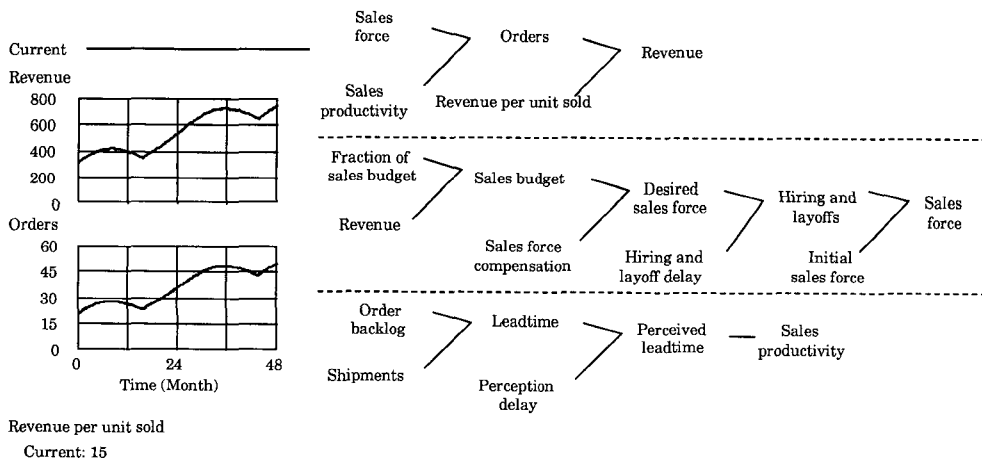 Current
Revenue
800
600
400
200
0
Orders
60
45
30
15
0
0 24 48
Time (Month)
Revenue per unit sold
Current: 15
Sales
force
Orders
Revenue
Sales
productivity
Revenue per unit sold
Fraction of
sales budget
Sales budget
Desired
sales force
Hiring and
layoffs
Sales
force
Revenue
Sales force
compensation
Hiring and
layoff delay
Initial
sales force
Order
backlog
Leadtime
Perceived
leadtime
Sales
productivity
Shipments
Perception
delay